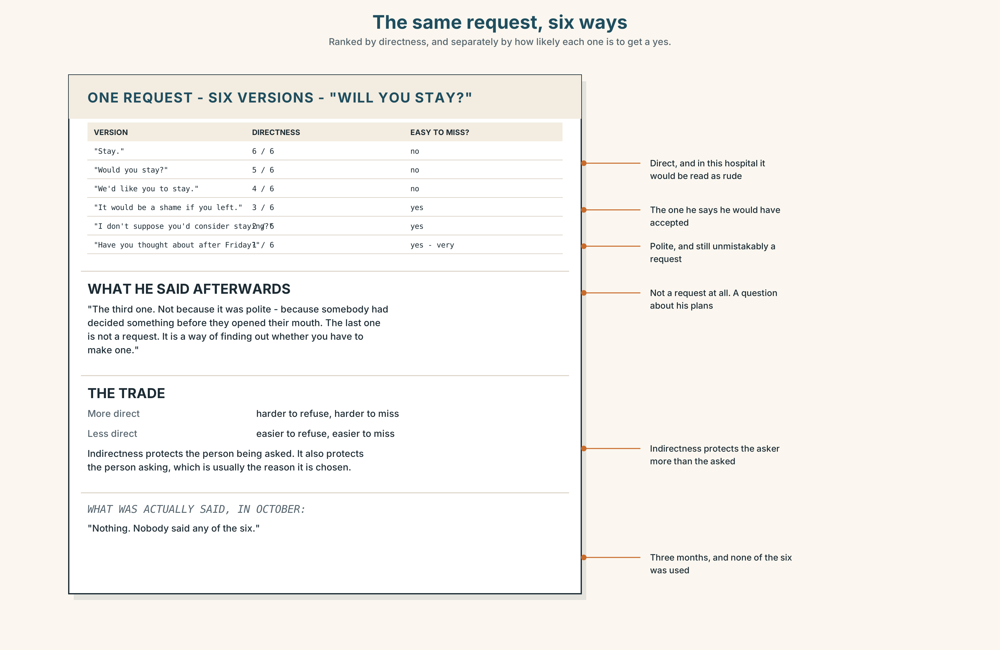 The same request, six ways
Ranked by directness, and separately by how likely each one is to get a yes.
ONE REQUEST - SIX VERSIONS - "WILL YOU STAY?"
VERSION DIRECTNESS EASY TO MISS?
"Stay." 6 / 6 no
"Would you stay?" 5 / 6 no
"We'd like you to stay." 4 / 6 no
"It would be a shame if you left." 3 / 6 yes
"I don't suppose you'd consider staying?" 2 / 6 yes
"Have you thought about after Friday?" 1 / 6 yes - very
WHAT HE SAID AFTERWARDS
"The third one. Not because it was polite - because somebody had
decided something before they opened their mouth. The last one
is not a request. It is a way of finding out whether you have to
make one."
THE TRADE
More direct harder to refuse, harder to miss
Less direct easier to refuse, easier to miss
Indirectness protects the person being asked. It also protects
the person asking, which is usually the reason it is chosen.
WHAT WAS ACTUALLY SAID, IN OCTOBER:
"Nothing. Nobody said any of the six."
Direct, and in this hospital it
would be read as rude
The one he says he would have
accepted
Polite, and still unmistakably a
request
Not a request at all. A question
about his plans
Indirectness protects the asker
more than the asked
Three months, and none of the six
was used